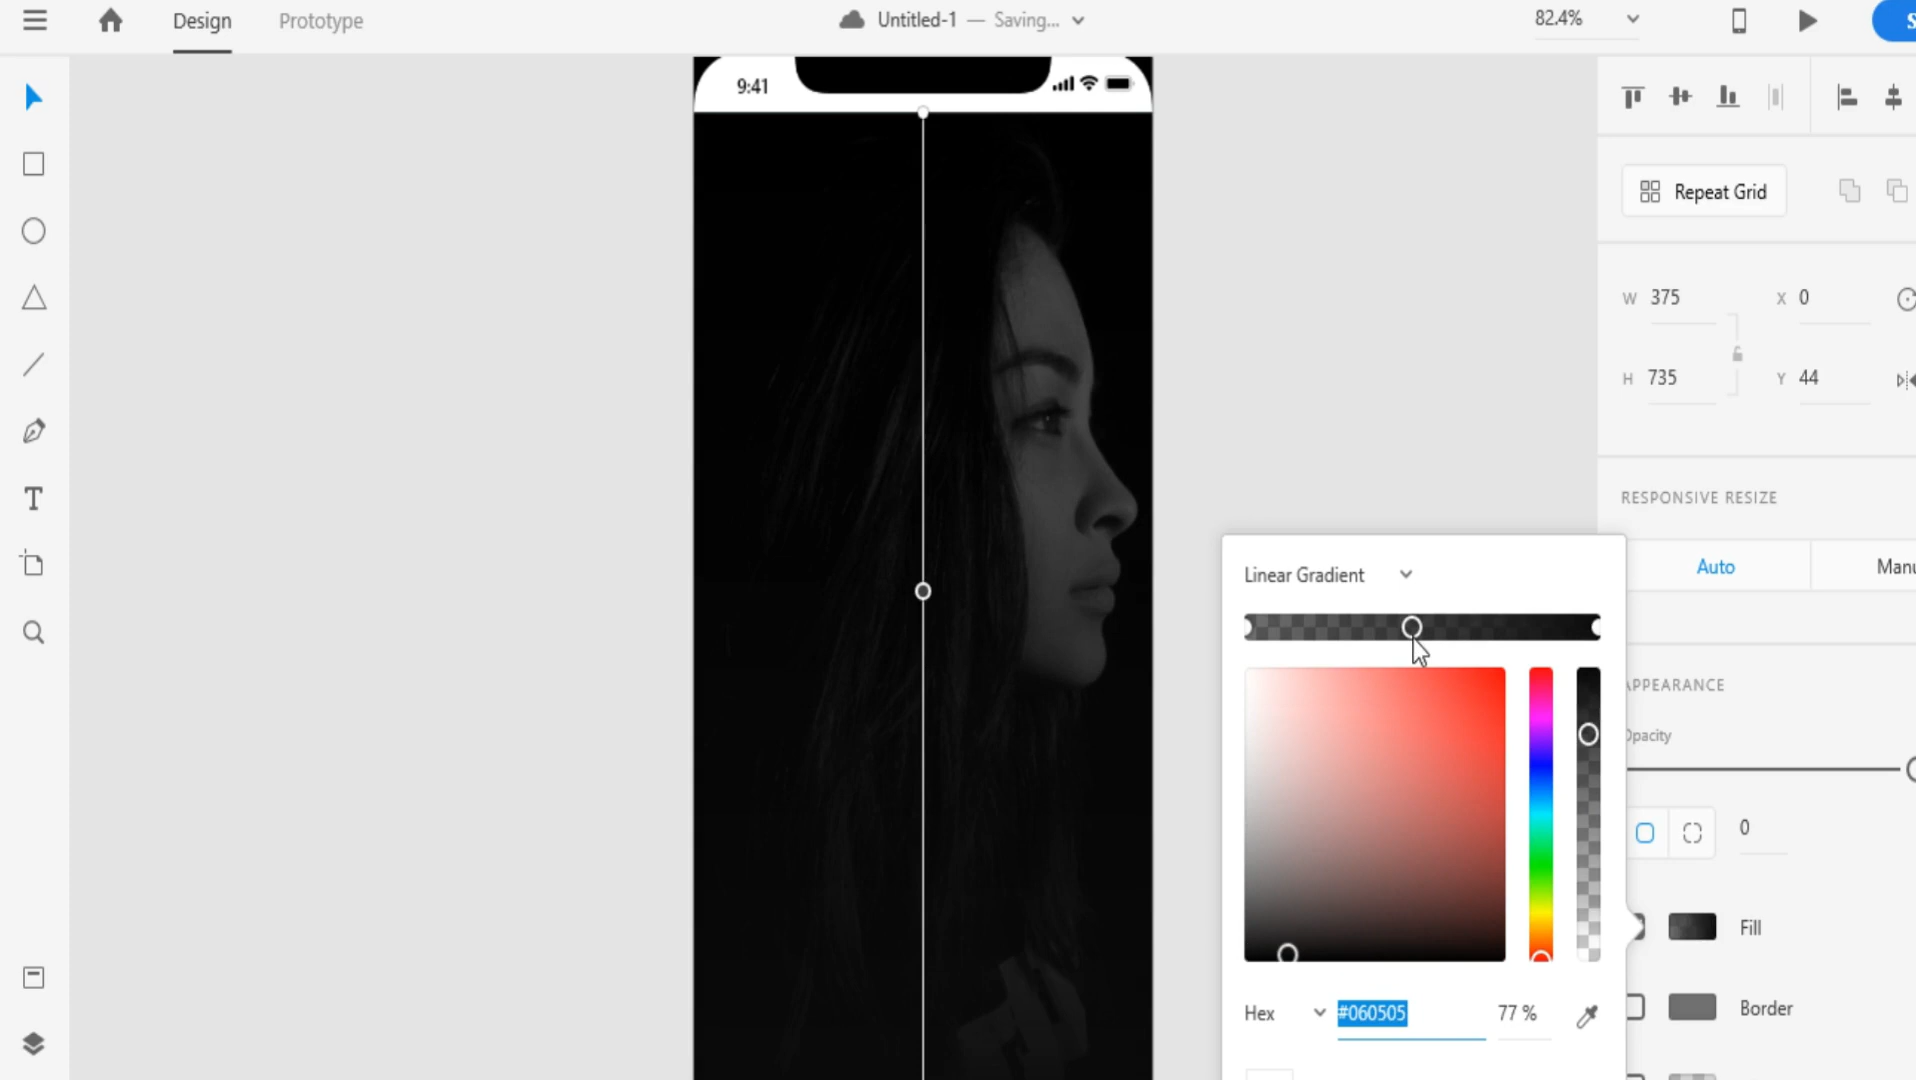 Design
Prototype
Untitled-1 — Saving...
82.4%
S
9:41
Repeat Grid
W 375
X 0
H 735
Y 44
RESPONSIVE RESIZE
Auto
Manu
Linear Gradient
APPEARANCE
Opacity
0
Fill
Hex
#060505
77 %
Border
T